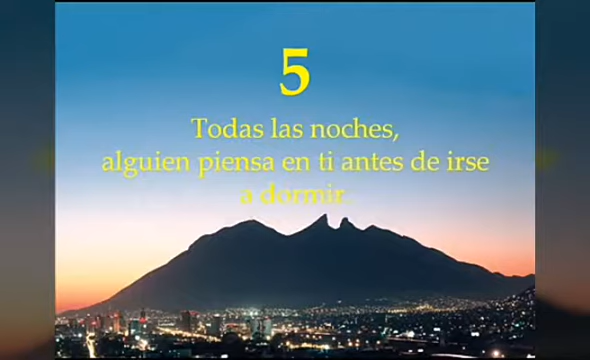 5
Todas las noches,
alguien piensa en ti antes de irse
a dormir.